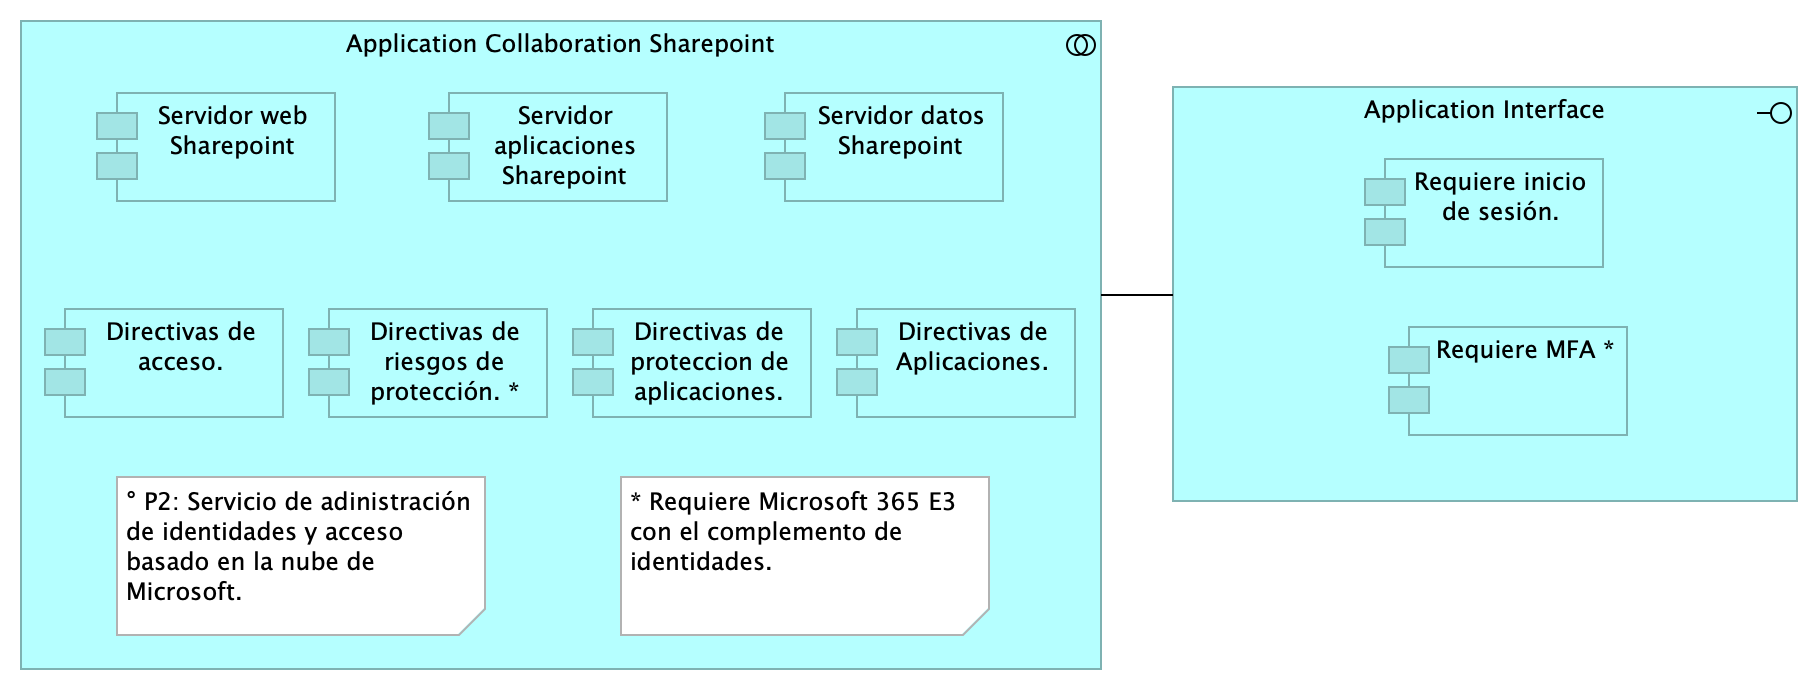 Application Collaboration Sharepoint
Servidor web
Sharepoint
Servidor
aplicaciones
Sharepoint
Servidor datos
Sharepoint
Directivas de
acceso.
Directivas de
riesgos de
protección. *
Directivas de
proteccion de
aplicaciones.
Directivas de
Aplicaciones.
° P2: Servicio de adinistración
de identidades y acceso
basado en la nube de
Microsoft.
* Requiere Microsoft 365 E3
con el complemento de
identidades.
Application Interface
Requiere inicio
de sesión.
Requiere MFA *